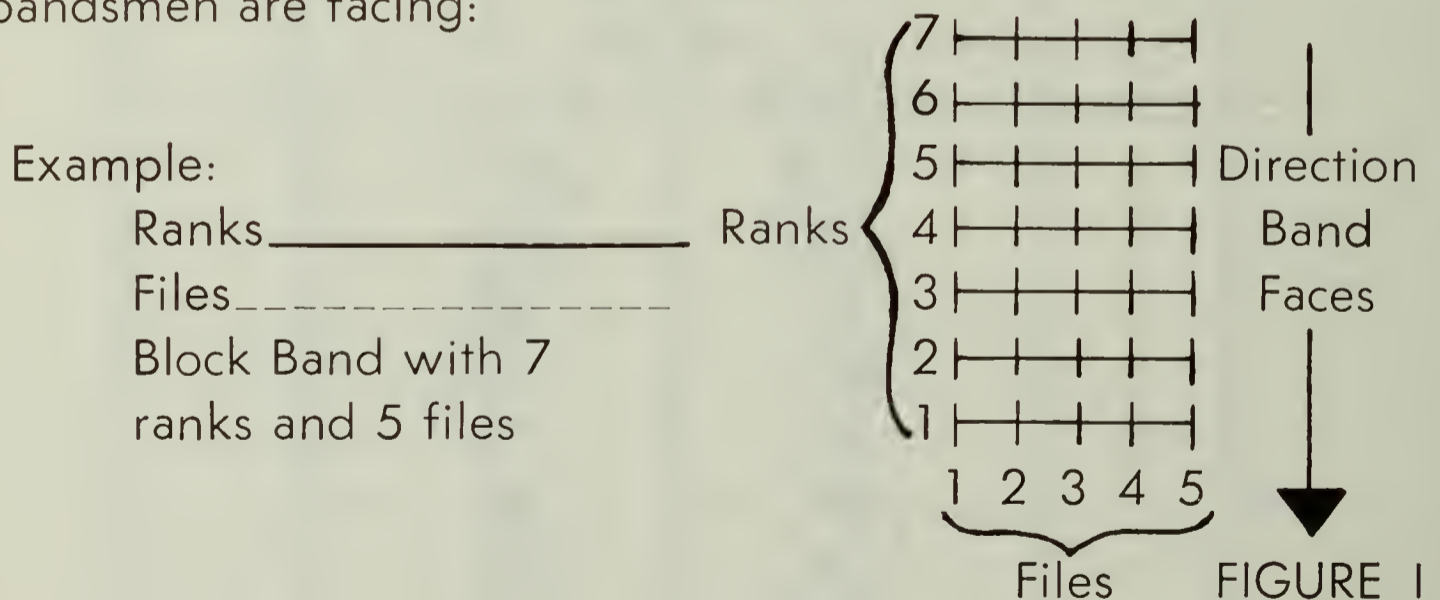 bandsmen are facing:
Example:
Ranks
Files
Block Band with 7
ranks and 5 files
Ranks
7
6
5
4
3
2
1
1 2 3 4 5
Files
Direction
Band
Faces
FIGURE I